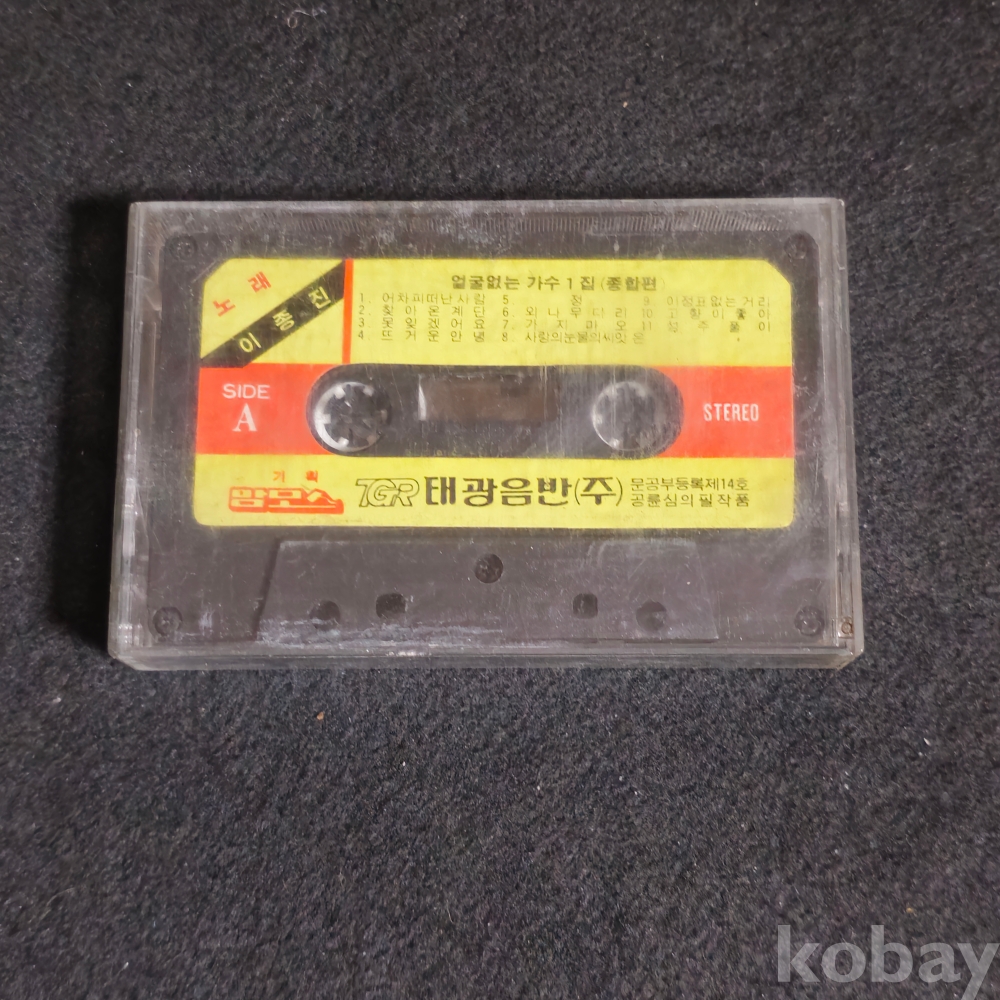 노래
이종진
얼굴없는 가수 1집 (종합편)
1. 어차피떠난사람 5. 정 9. 이정표없는거리
2. 찾아온계단 6. 외나무다리 10. 고향이좋아
3. 못잊겠어요 7. 가지마오 11. 성주풀이
4. 뜨거운안녕 8. 사랑의눈물의씨앗은
SIDE
A
STEREO
기획
맘모스
TGR 태광음반(주)
문공부등록제14호
공륜심의필작품
kobay